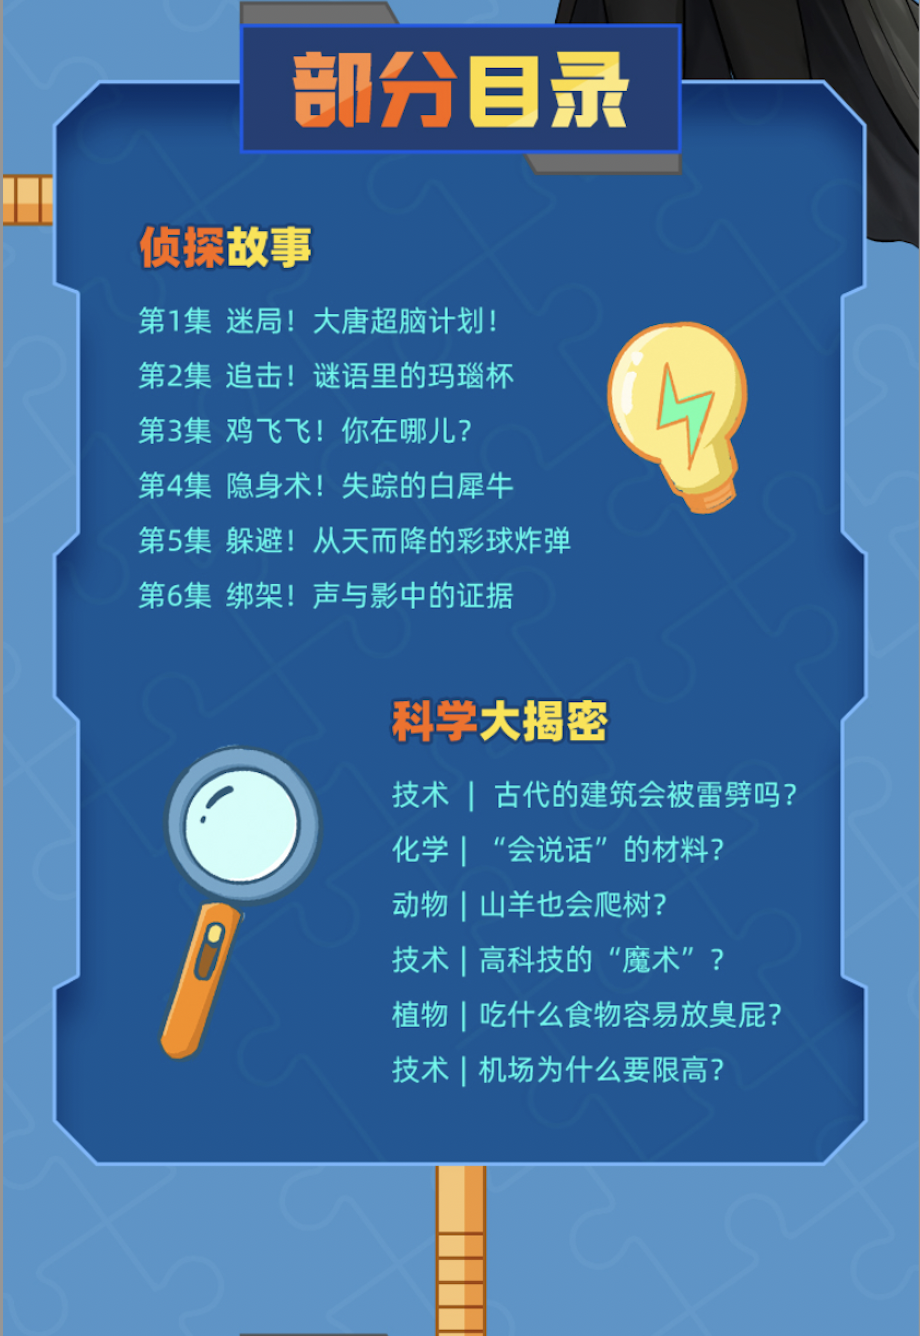 部分目录
侦探故事
第1集 迷局！大唐超脑计划！
第2集 追击！谜语里的玛瑙杯
第3集 鸡飞飞！你在哪儿？
第4集 隐身术！失踪的白犀牛
第5集 躲避！从天而降的彩球炸弹
第6集 绑架！声与影中的证据
科学大揭密
技术 | 古代的建筑会被雷劈吗？
化学 | “会说话”的材料？
动物 | 山羊也会爬树？
技术 | 高科技的“魔术”？
植物 | 吃什么食物容易放臭屁？
技术 | 机场为什么要限高？